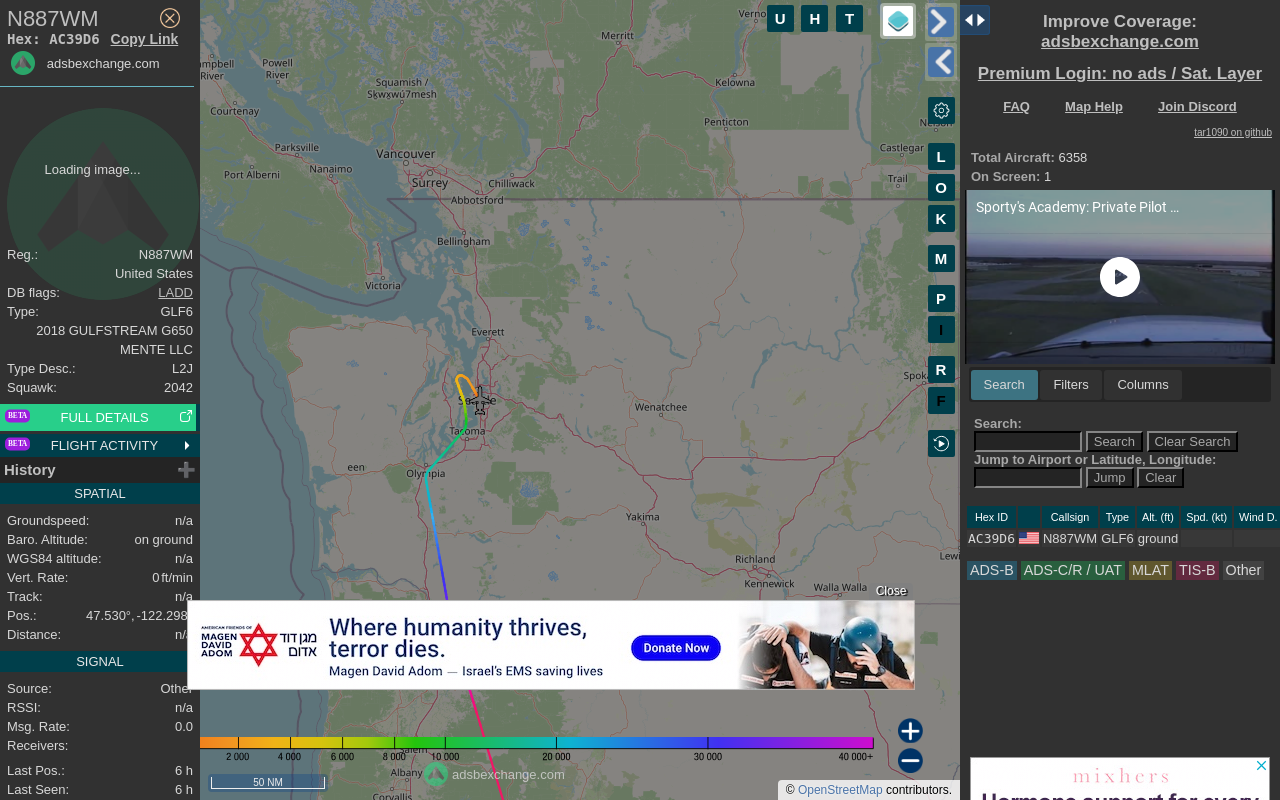 N887WM
Hex: AC39D6 Copy Link
adsbexchange.com
Loading image...
Reg.: N887WM
United States
DB flags: LADD
Type: GLF6
2018 GULFSTREAM G650
MENTE LLC
Type Desc.: L2J
Squawk: 2042
BETA FULL DETAILS
BETA FLIGHT ACTIVITY
History
SPATIAL
Groundspeed: n/a
Baro. Altitude: on ground
WGS84 altitude: n/a
Vert. Rate: 0 ft/min
Track: n/a
Pos.: 47.530°, -122.298
Distance: n/a
SIGNAL
Source: Other
RSSI: n/a
Msg. Rate: 0.0
Receivers:
Last Pos.: 6 h
Last Seen: 6 h
U H T
L
O
K
M
P
I
R
F
Merritt
Powell
River
River
Squamish /
Sḵwx̱wú7mesh
Kelowna
Courtenay
Penticton
Parksville
Vancouver
Castlegar
Nanaimo
Port Alberni
Surrey
Chilliwack
Trail
Abbotsford
Bellingham
Victoria
Everett
Seattle
Wenatchee
Tacoma
een
Olympia
Yakima
Richland
Kennewick
Walla Walla
Albany
Corvallis
Close
AMERICAN FRIENDS OF
MAGEN
DAVID
ADOM
מגן דוד
אדום
Where humanity thrives,
terror dies.
Magen David Adom — Israel's EMS saving lives
Donate Now
2 000 4 000 6 000 8 000 10 000 20 000 30 000 40 000+
50 NM
adsbexchange.com
© OpenStreetMap contributors.
Improve Coverage:
adsbexchange.com
Premium Login: no ads / Sat. Layer
FAQ Map Help Join Discord
tar1090 on github
Total Aircraft: 6358
On Screen: 1
Sporty's Academy: Private Pilot ...
Search Filters Columns
Search:
Search Clear Search
Jump to Airport or Latitude, Longitude:
Jump Clear
Hex ID Callsign Type Alt. (ft) Spd. (kt) Wind D.
AC39D6 N887WM GLF6 ground
ADS-B ADS-C/R / UAT MLAT TIS-B Other
mixhers
Hormone support for every